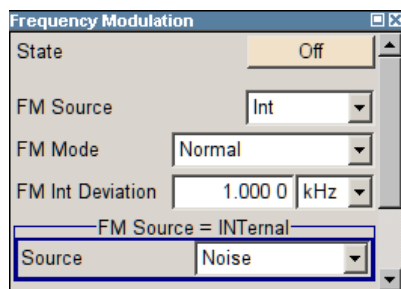 Frequency Modulation
State Off
FM Source Int
FM Mode Normal
FM Int Deviation 1.000 0 kHz
FM Source = INTernal
Source Noise